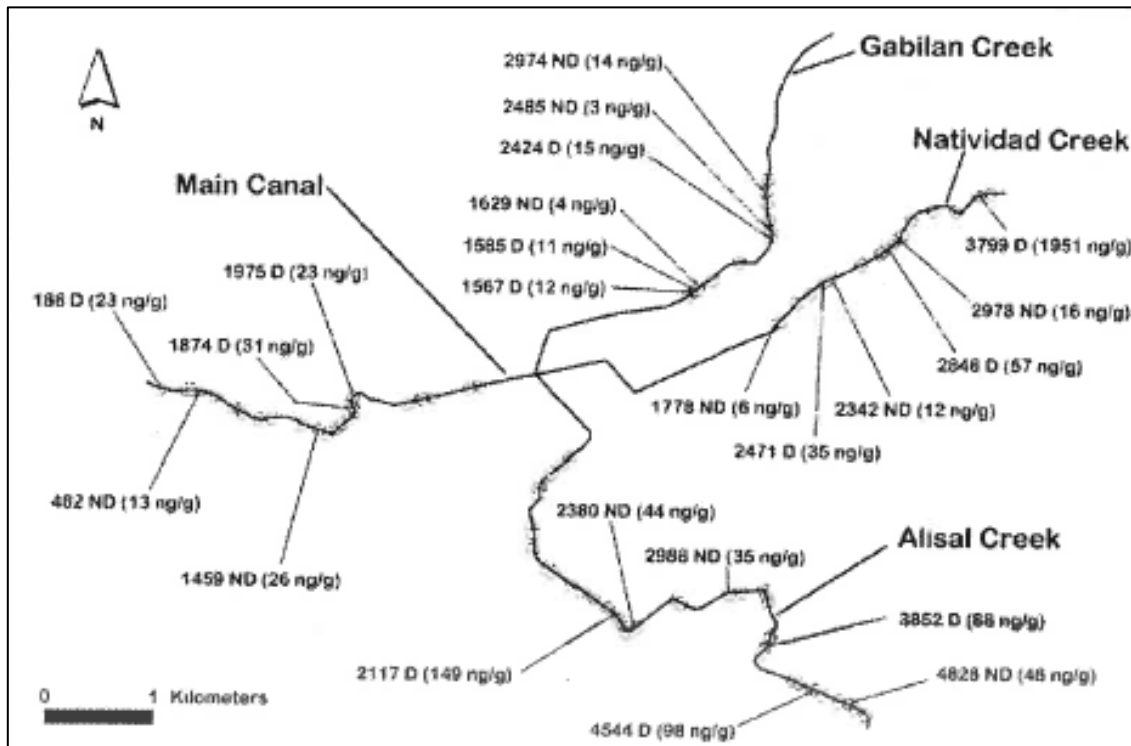 Gabilan Creek
2974 ND (14 ng/g)
2485 ND (3 ng/g)
2424 D (15 ng/g)
N
Natividad Creek
Main Canal
1629 ND (4 ng/g)
1585 D (11 ng/g)
1567 D (12 ng/g)
3799 D (1951 ng/g)
1975 D (23 ng/g)
186 D (23 ng/g)
2978 ND (16 ng/g)
1874 D (31 ng/g)
2846 D (57 ng/g)
1778 ND (6 ng/g)
2342 ND (12 ng/g)
2471 D (35 ng/g)
482 ND (13 ng/g)
2380 ND (44 ng/g)
Alisal Creek
2988 ND (35 ng/g)
1459 ND (26 ng/g)
3852 D (88 ng/g)
2117 D (149 ng/g)
4828 ND (48 ng/g)
0 1 Kilometers
4544 D (98 ng/g)